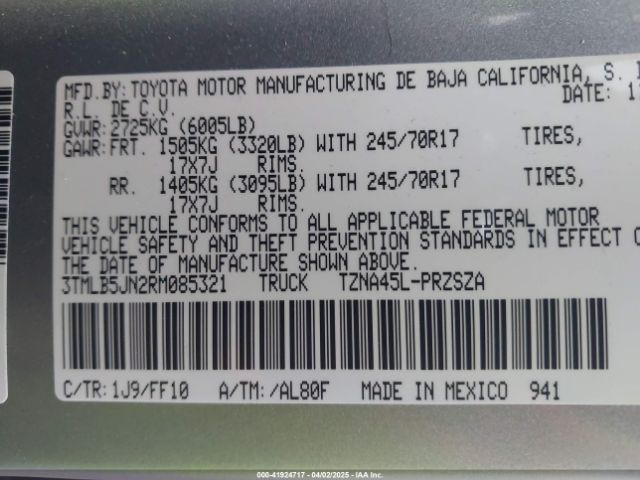 MFD.BY:TOYOTA MOTOR MANUFACTURING DE BAJA CALIFORNIA, S.
R.L. DE C.V. DATE: 11
GVWR: 2725KG (6005LB)
GAWR: FRT. 1505KG (3320LB) WITH 245/70R17 TIRES,
17X7J RIMS.
RR. 1405KG (3095LB) WITH 245/70R17 TIRES,
17X7J RIMS.
THIS VEHICLE CONFORMS TO ALL APPLICABLE FEDERAL MOTOR
VEHICLE SAFETY AND THEFT PREVENTION STANDARDS IN EFFECT
THE DATE OF MANUFACTURE SHOWN ABOVE.
3TMLB5JN2RM085321 TRUCK TZNA45L-PRZSZA
C/TR: 1J9/FF10 A/TM: /AL80F MADE IN MEXICO 941
000-41924717 - 04/02/2025 - IAA Inc.